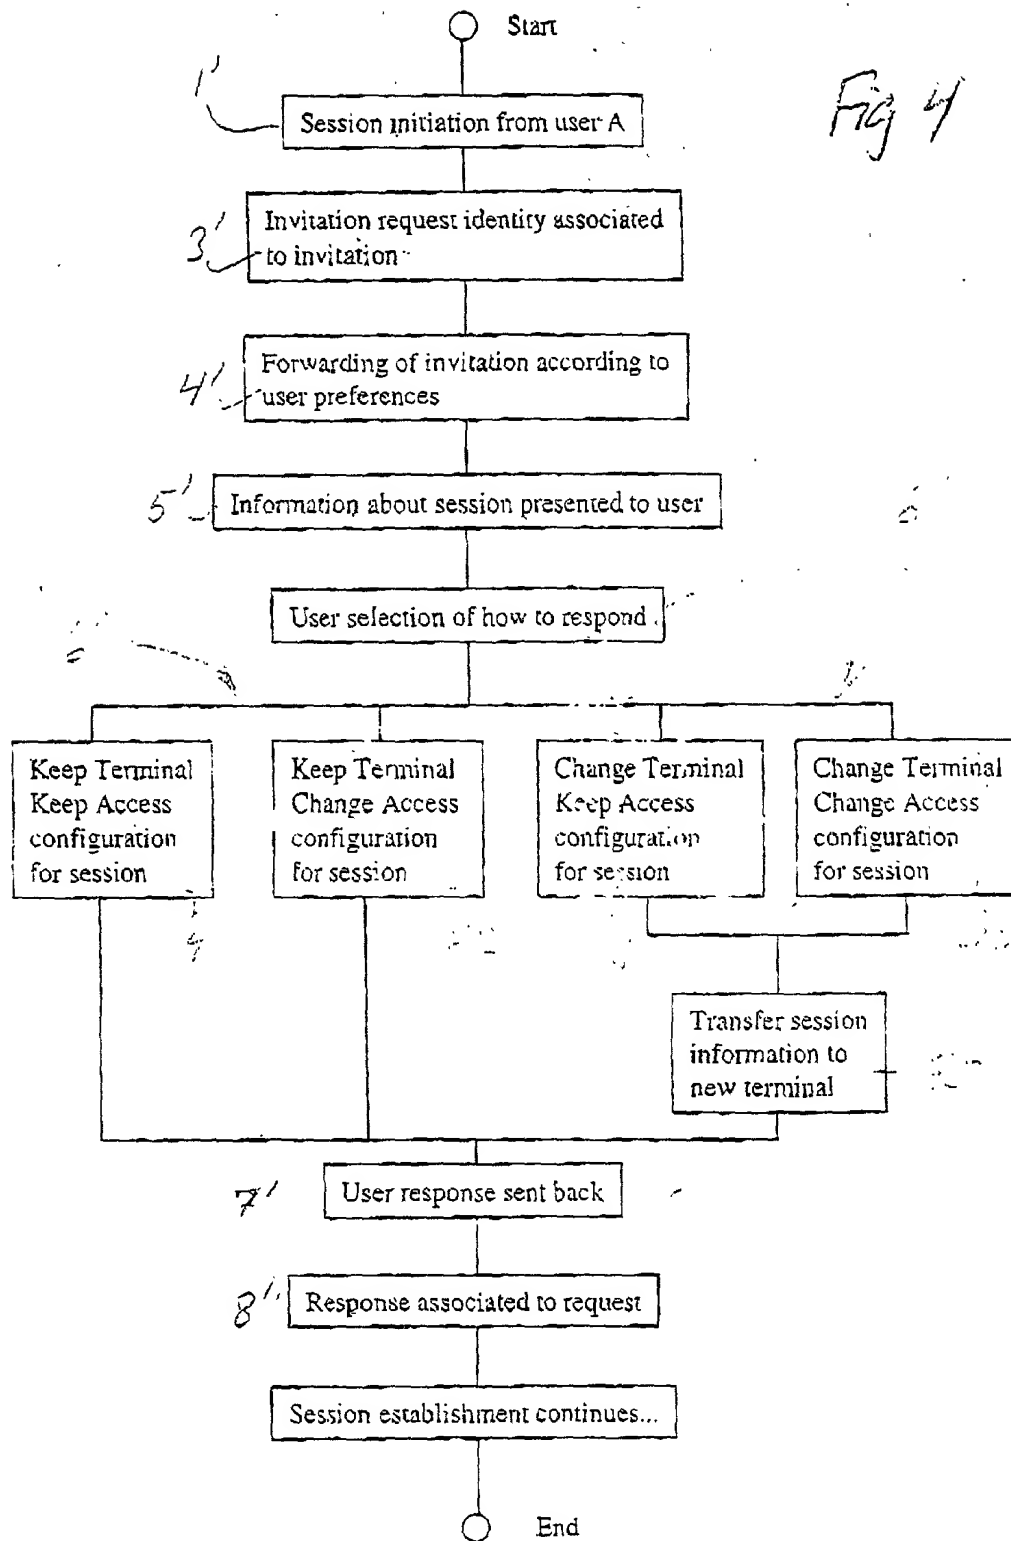 Start
1'
Fig 4
Session initiation from user A
3'
Invitation request identity associated
to invitation
4'
Forwarding of invitation according to
user preferences
5'
Information about session presented to user
6
User selection of how to respond
Keep Terminal
Keep Access
configuration
for session
Keep Terminal
Change Access
configuration
for session
Change Terminal
Keep Access
configuration
for session
Change Terminal
Change Access
configuration
for session
Transfer session
information to
new terminal
7'
User response sent back
8'
Response associated to request
Session establishment continues...
End